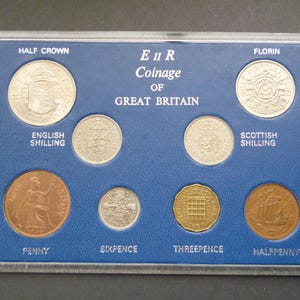 HALF CROWN
E II R
Coinage
OF
GREAT BRITAIN
FLORIN
ENGLISH
SHILLING
SCOTTISH
SHILLING
PENNY
SIXPENCE
THREEPENCE
HALFPENNY